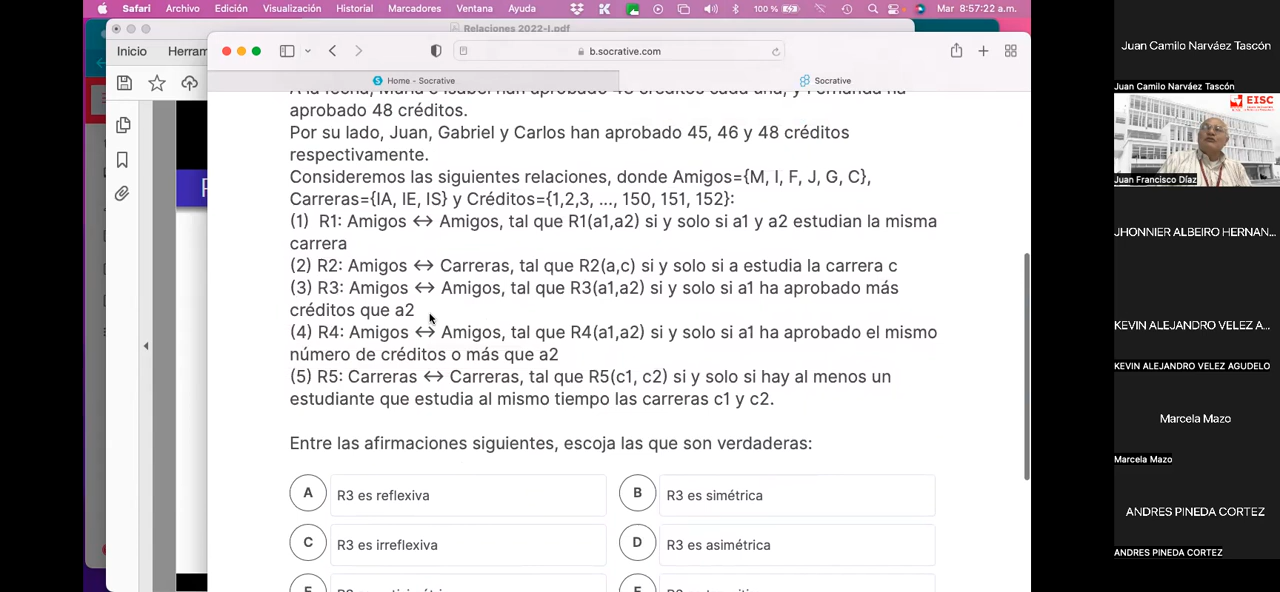 Safari Archivo Edición Visualización Historial Marcadores Ventana Ayuda 100 % Mar 8:57:22 a.m.
Relaciones 2022-I.pdf
Inicio Herram
b.socrative.com
Home - Socrative Socrative
aprobado 48 créditos.
Por su lado, Juan, Gabriel y Carlos han aprobado 45, 46 y 48 créditos
respectivamente.
Consideremos las siguientes relaciones, donde Amigos={M, I, F, J, G, C},
Carreras={IA, IE, IS} y Créditos={1,2,3, ..., 150, 151, 152}:
(1) R1: Amigos ↔ Amigos, tal que R1(a1,a2) si y solo si a1 y a2 estudian la misma
carrera
(2) R2: Amigos ↔ Carreras, tal que R2(a,c) si y solo si a estudia la carrera c
(3) R3: Amigos ↔ Amigos, tal que R3(a1,a2) si y solo si a1 ha aprobado más
créditos que a2
(4) R4: Amigos ↔ Amigos, tal que R4(a1,a2) si y solo si a1 ha aprobado el mismo
número de créditos o más que a2
(5) R5: Carreras ↔ Carreras, tal que R5(c1, c2) si y solo si hay al menos un
estudiante que estudia al mismo tiempo las carreras c1 y c2.
Entre las afirmaciones siguientes, escoja las que son verdaderas:
A R3 es reflexiva
B R3 es simétrica
C R3 es irreflexiva
D R3 es asimétrica
Juan Camilo Narváez Tascón
Juan Camilo Narváez Tascón
EISC
Juan Francisco Díaz
JHONNIER ALBEIRO HERNAN...
KEVIN ALEJANDRO VELEZ A...
KEVIN ALEJANDRO VELEZ AGUDELO
Marcela Mazo
Marcela Mazo
ANDRES PINEDA CORTEZ
ANDRES PINEDA CORTEZ